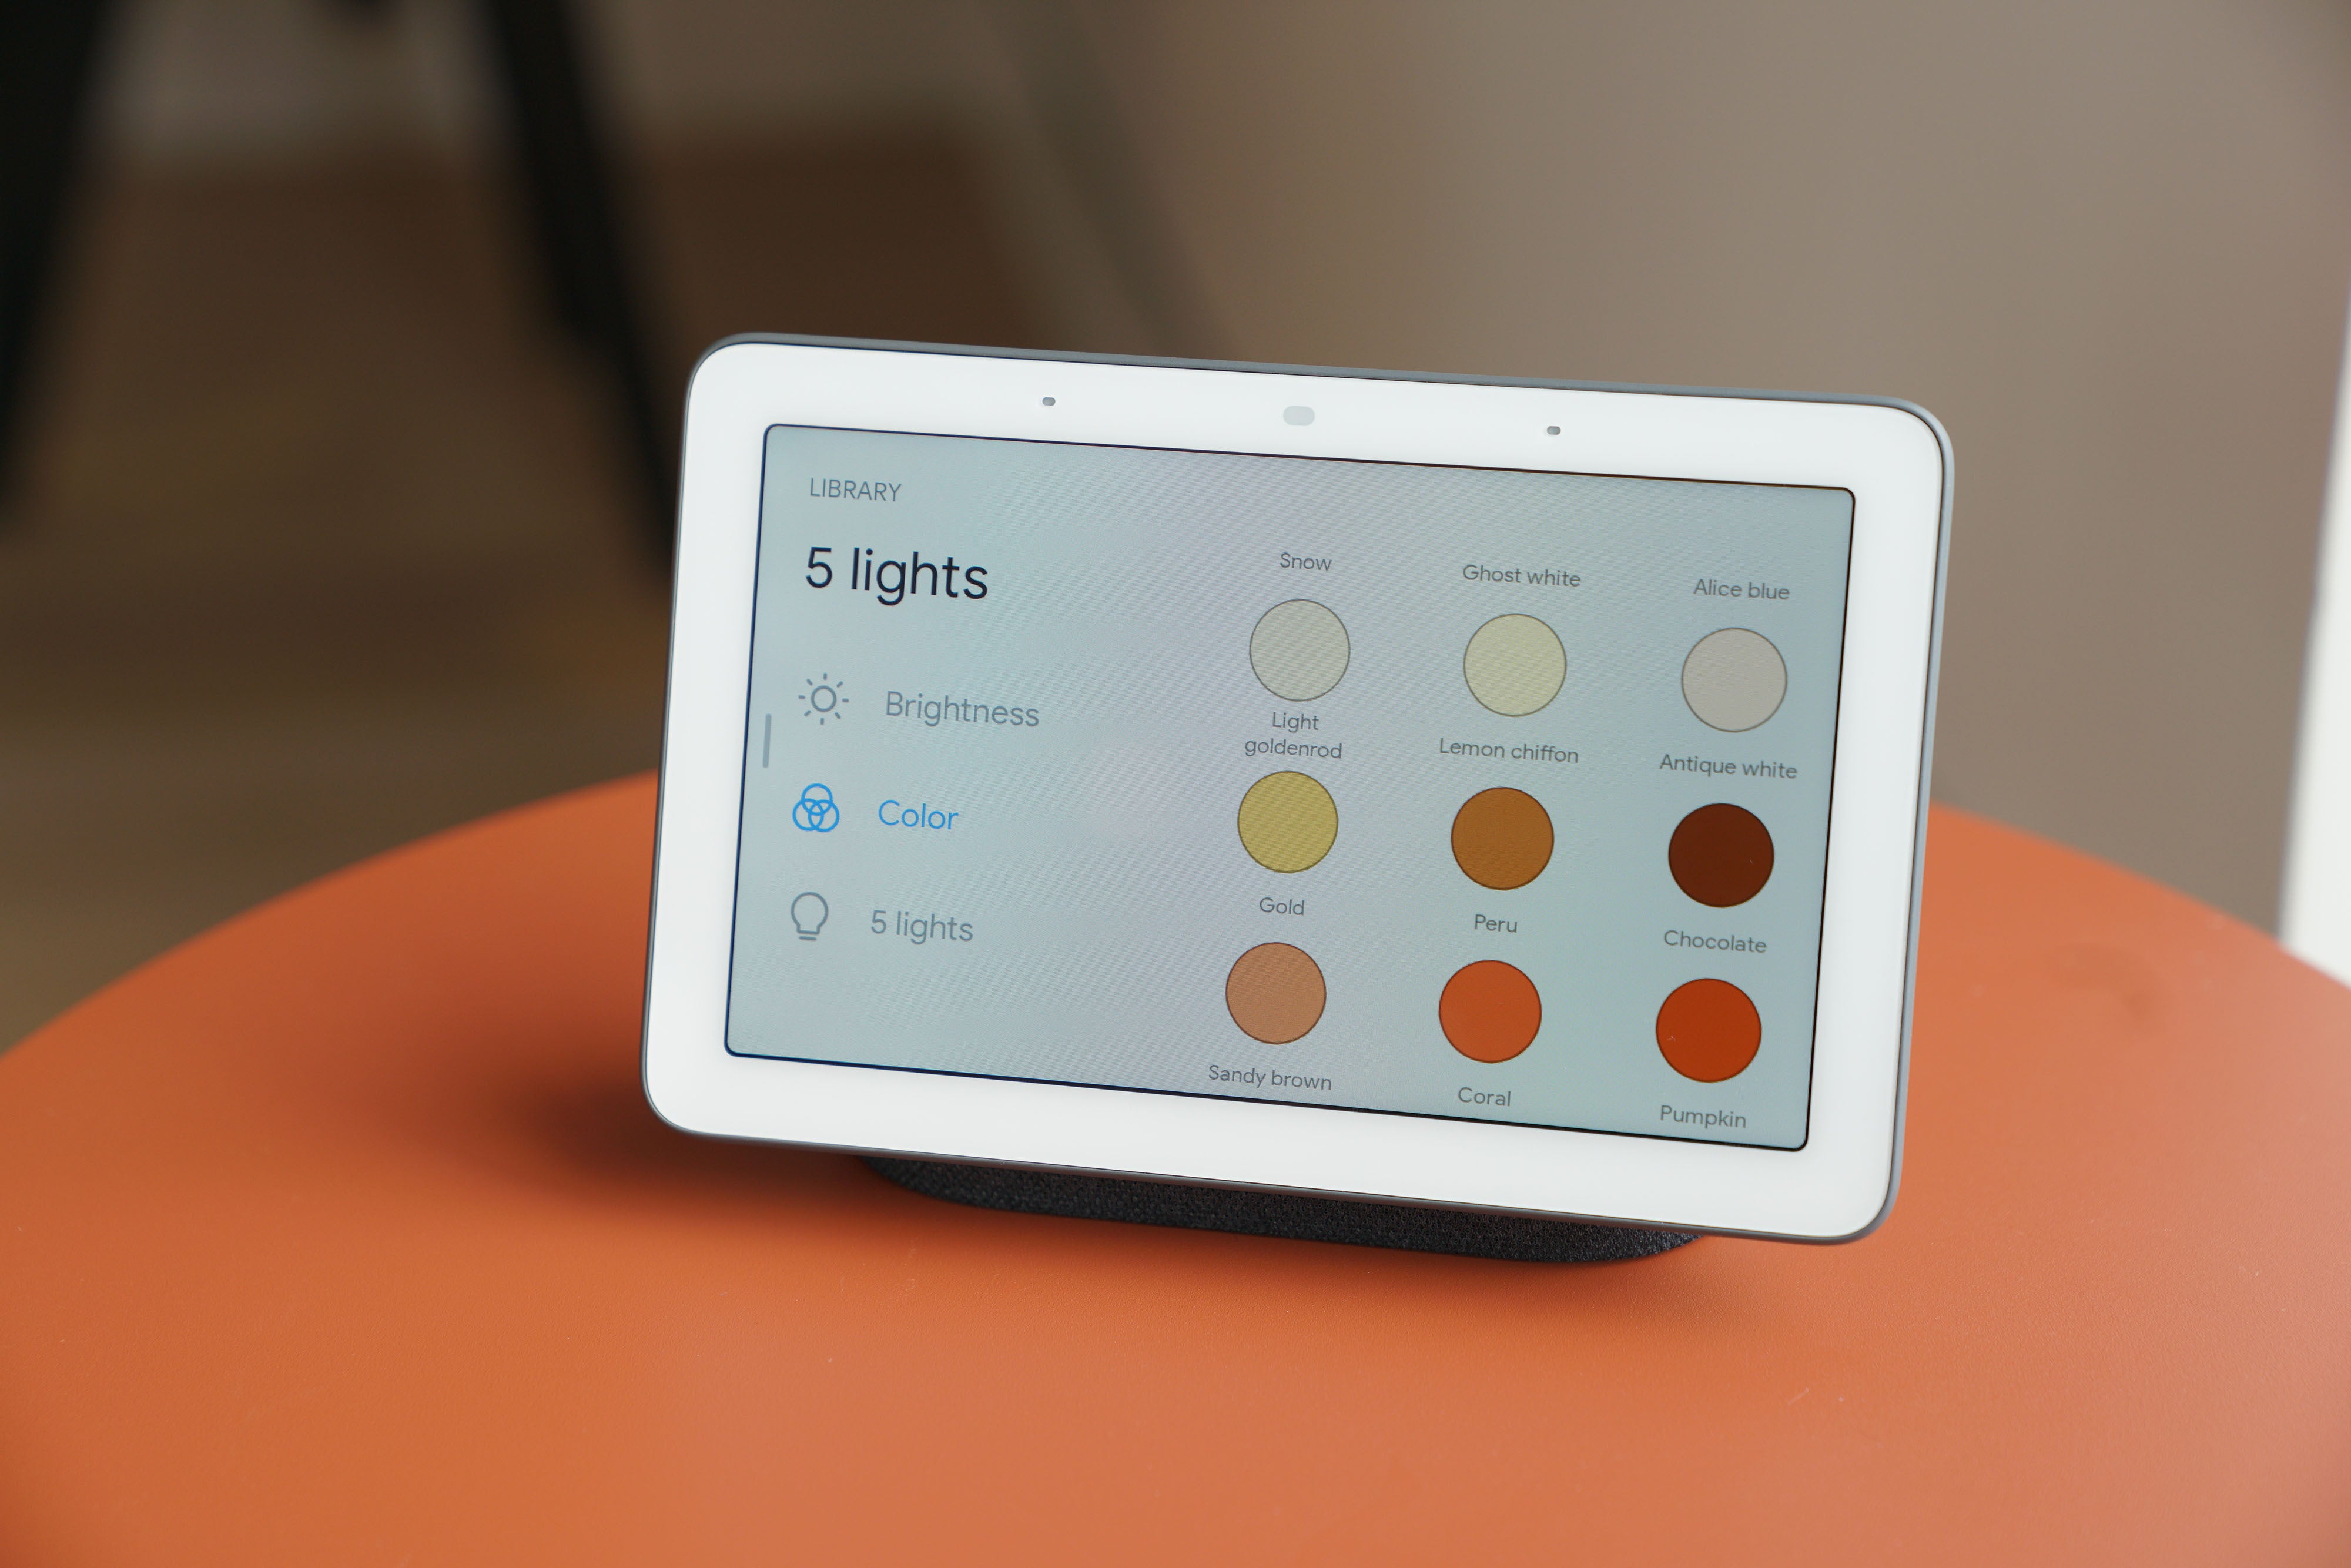 LIBRARY
5 lights
Brightness
Color
5 lights
Snow
Ghost white
Alice blue
Light
goldenrod
Lemon chiffon
Antique white
Gold
Peru
Chocolate
Sandy brown
Coral
Pumpkin